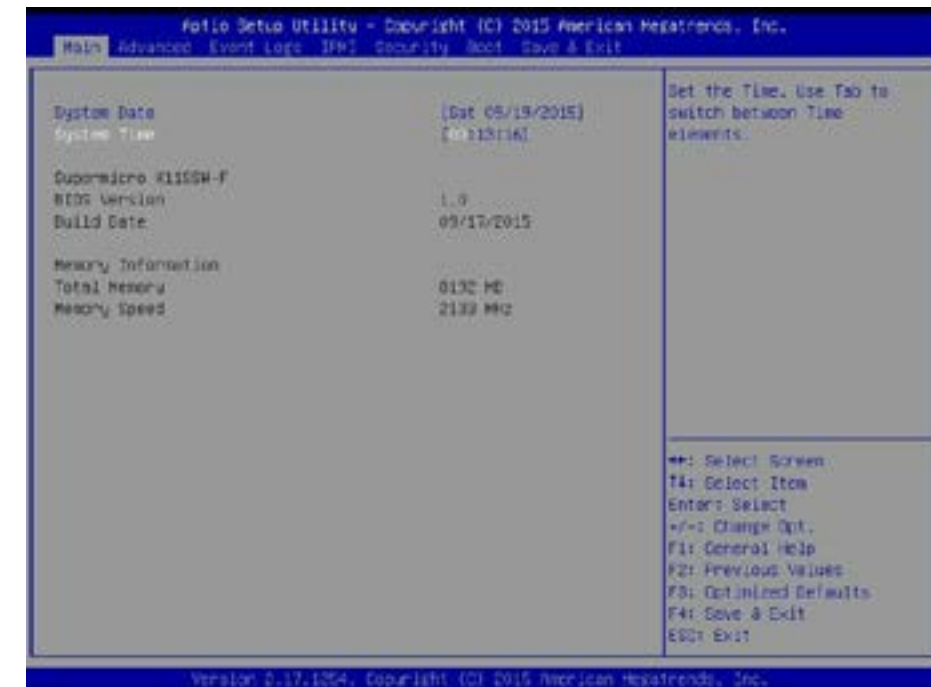 Aptio Setup Utility - Copyright (C) 2015 American Megatrends, Inc.
Main Advanced Event Logs IPMI Security Boot Save & Exit
System Date [Sat 09/19/2015]
System Time
Supermicro X11SSW-F
BIOS Version 1.0
Build Date 09/17/2015
Memory Information
Total Memory 8192 MB
Memory Speed 2133 MHz
Set the Time. Use Tab to
switch between Time
elements.
: Select Screen
↑↓: Select Item
Enter: Select
+/-: Change Opt.
F1: General Help
F2: Previous Values
F3: Optimized Defaults
F4: Save & Exit
ESC: Exit
Version 2.17.1254. Copyright (C) 2015 American Megatrends, Inc.